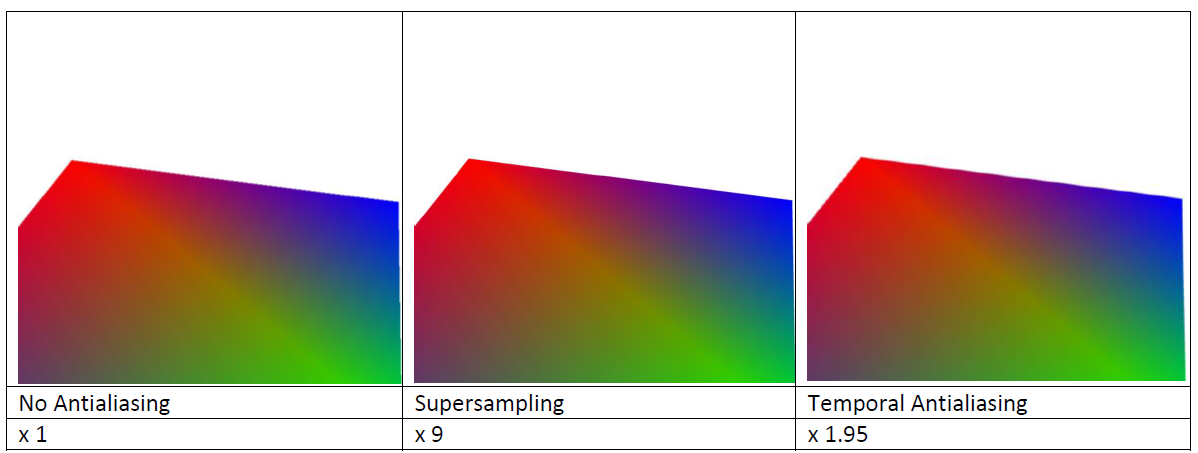 No Antialiasing
Supersampling
Temporal Antialiasing
x 1
x 9
x 1.95